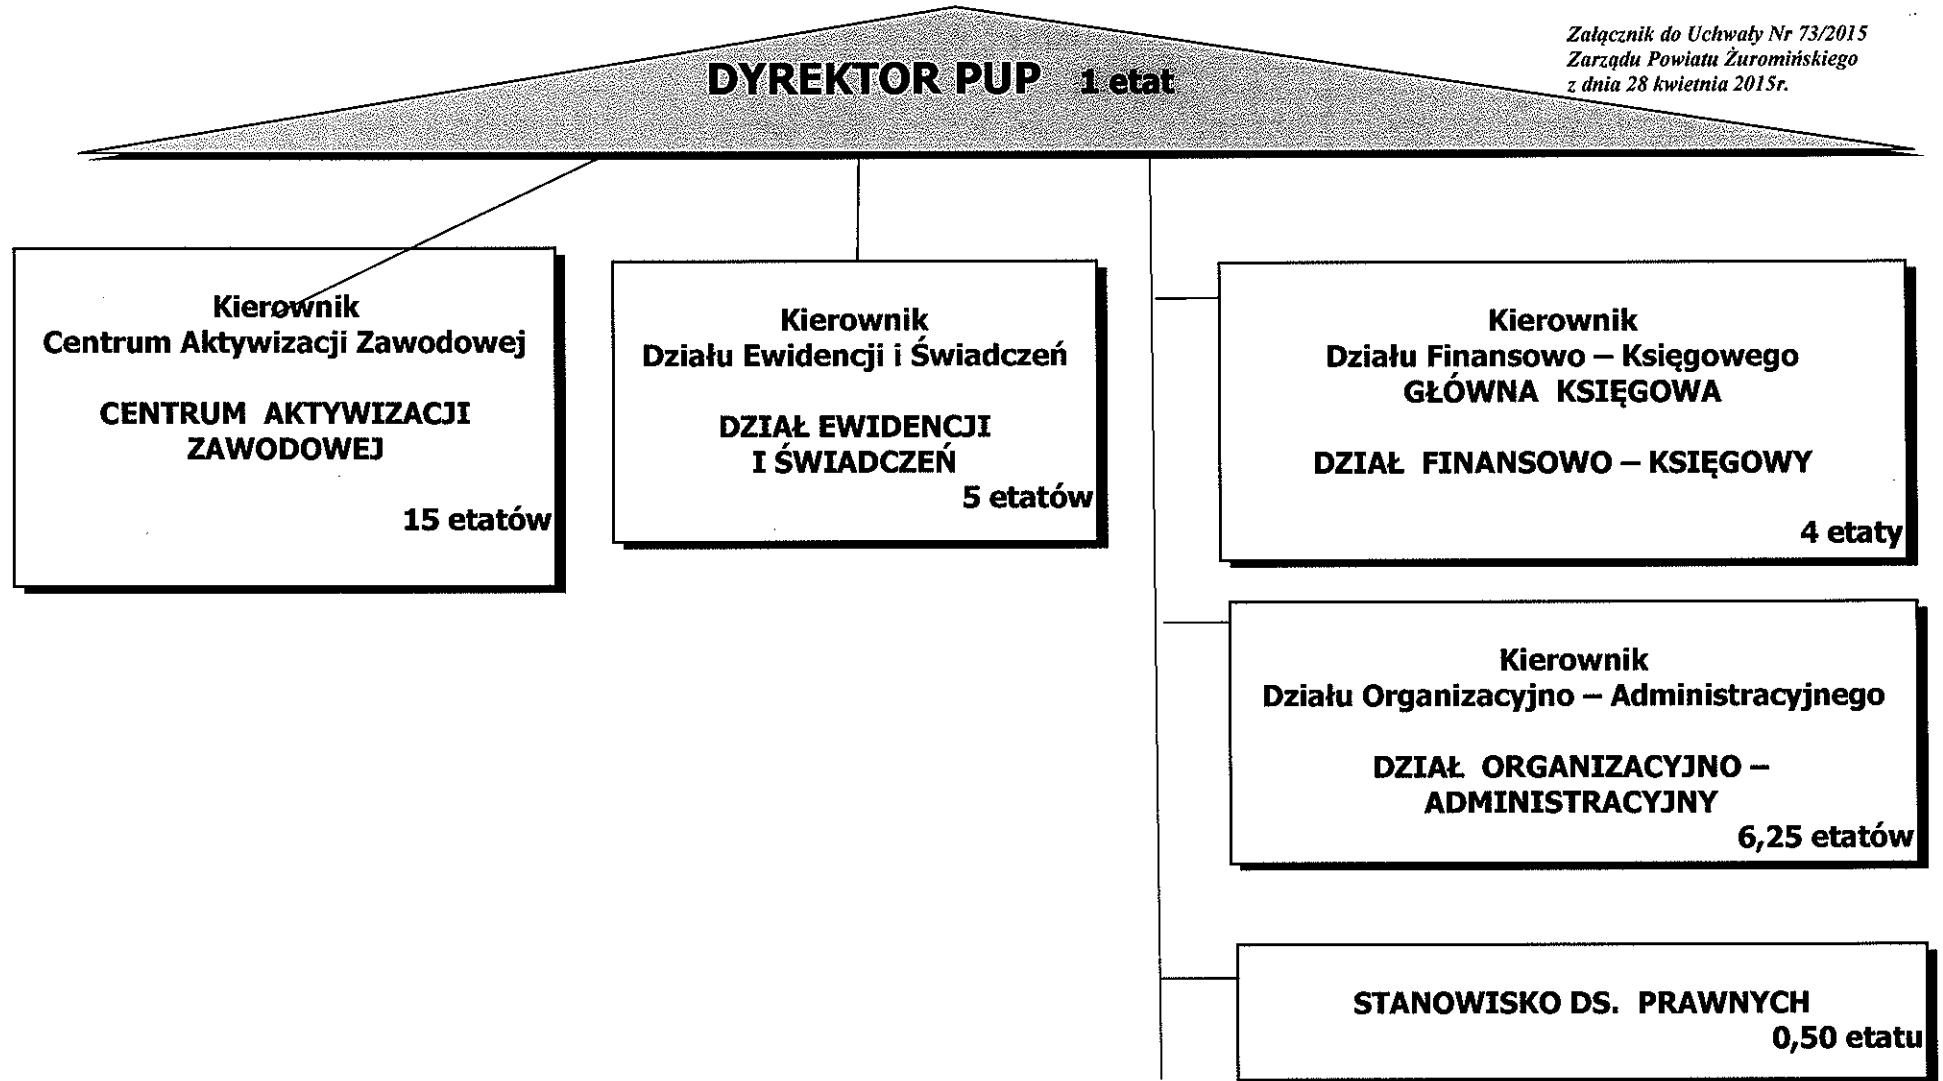 Załącznik do Uchwały Nr 73/2015
Zarządu Powiatu Żuromińskiego
z dnia 28 kwietnia 2015r.
DYREKTOR PUP 1 etat
Kierownik
Centrum Aktywizacji Zawodowej
CENTRUM AKTYWIZACJI
ZAWODOWEJ
15 etatów
Kierownik
Działu Ewidencji i Świadczeń
DZIAŁ EWIDENCJI
I ŚWIADCZEŃ
5 etatów
Kierownik
Działu Finansowo – Księgowego
GŁÓWNA KSIĘGOWA
DZIAŁ FINANSOWO – KSIĘGOWY
4 etaty
Kierownik
Działu Organizacyjno – Administracyjnego
DZIAŁ ORGANIZACYJNO –
ADMINISTRACYJNY
6,25 etatów
STANOWISKO DS. PRAWNYCH
0,50 etatu